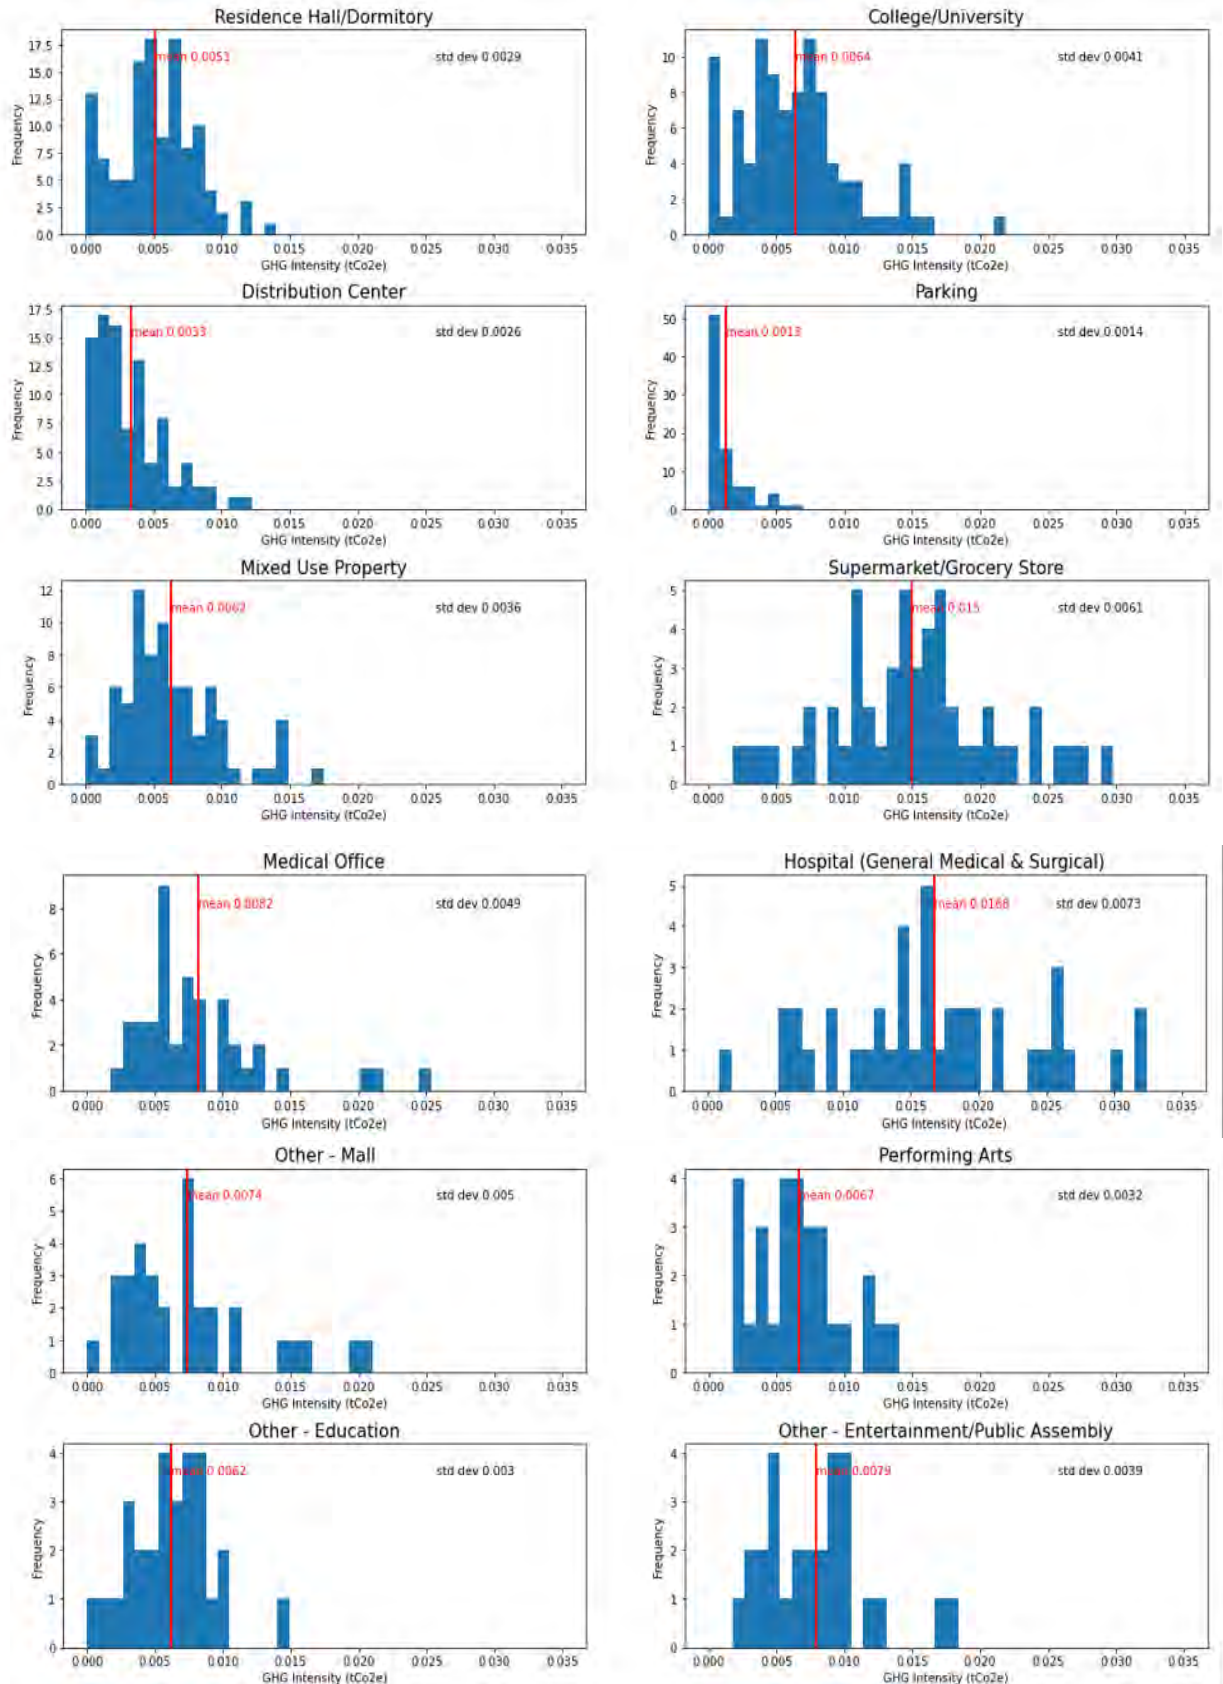 Residence Hall/Dormitory
mean 0.0051
std dev 0.0029
17.5
15.0
12.5
10.0
7.5
5.0
2.5
0.0
Frequency
0.000 0.005 0.010 0.015 0.020 0.025 0.030 0.035
GHG Intensity (tCo2e)
College/University
mean 0.0064
std dev 0.0041
10
8
6
4
2
0
Frequency
0.000 0.005 0.010 0.015 0.020 0.025 0.030 0.035
GHG Intensity (tCo2e)
Distribution Center
mean 0.0033
std dev 0.0026
17.5
15.0
12.5
10.0
7.5
5.0
2.5
0.0
Frequency
0.000 0.005 0.010 0.015 0.020 0.025 0.030 0.035
GHG Intensity (tCo2e)
Parking
mean 0.0013
std dev 0.0014
50
40
30
20
10
0
Frequency
0.000 0.005 0.010 0.015 0.020 0.025 0.030 0.035
GHG Intensity (tCo2e)
Mixed Use Property
mean 0.0062
std dev 0.0036
12
10
8
6
4
2
0
Frequency
0.000 0.005 0.010 0.015 0.020 0.025 0.030 0.035
GHG Intensity (tCo2e)
Supermarket/Grocery Store
mean 0.015
std dev 0.0061
5
4
3
2
1
0
Frequency
0.000 0.005 0.010 0.015 0.020 0.025 0.030 0.035
GHG Intensity (tCo2e)
Medical Office
mean 0.0082
std dev 0.0049
8
6
4
2
0
Frequency
0.000 0.005 0.010 0.015 0.020 0.025 0.030 0.035
GHG Intensity (tCo2e)
Hospital (General Medical & Surgical)
mean 0.0168
std dev 0.0073
5
4
3
2
1
0
Frequency
0.000 0.005 0.010 0.015 0.020 0.025 0.030 0.035
GHG Intensity (tCo2e)
Other - Mall
mean 0.0074
std dev 0.005
6
5
4
3
2
1
0
Frequency
0.000 0.005 0.010 0.015 0.020 0.025 0.030 0.035
GHG Intensity (tCo2e)
Performing Arts
mean 0.0067
std dev 0.0032
4
3
2
1
0
Frequency
0.000 0.005 0.010 0.015 0.020 0.025 0.030 0.035
GHG Intensity (tCo2e)
Other - Education
mean 0.0062
std dev 0.003
4
3
2
1
0
Frequency
0.000 0.005 0.010 0.015 0.020 0.025 0.030 0.035
GHG Intensity (tCo2e)
Other - Entertainment/Public Assembly
mean 0.0079
std dev 0.0039
4
3
2
1
0
Frequency
0.000 0.005 0.010 0.015 0.020 0.025 0.030 0.035
GHG Intensity (tCo2e)